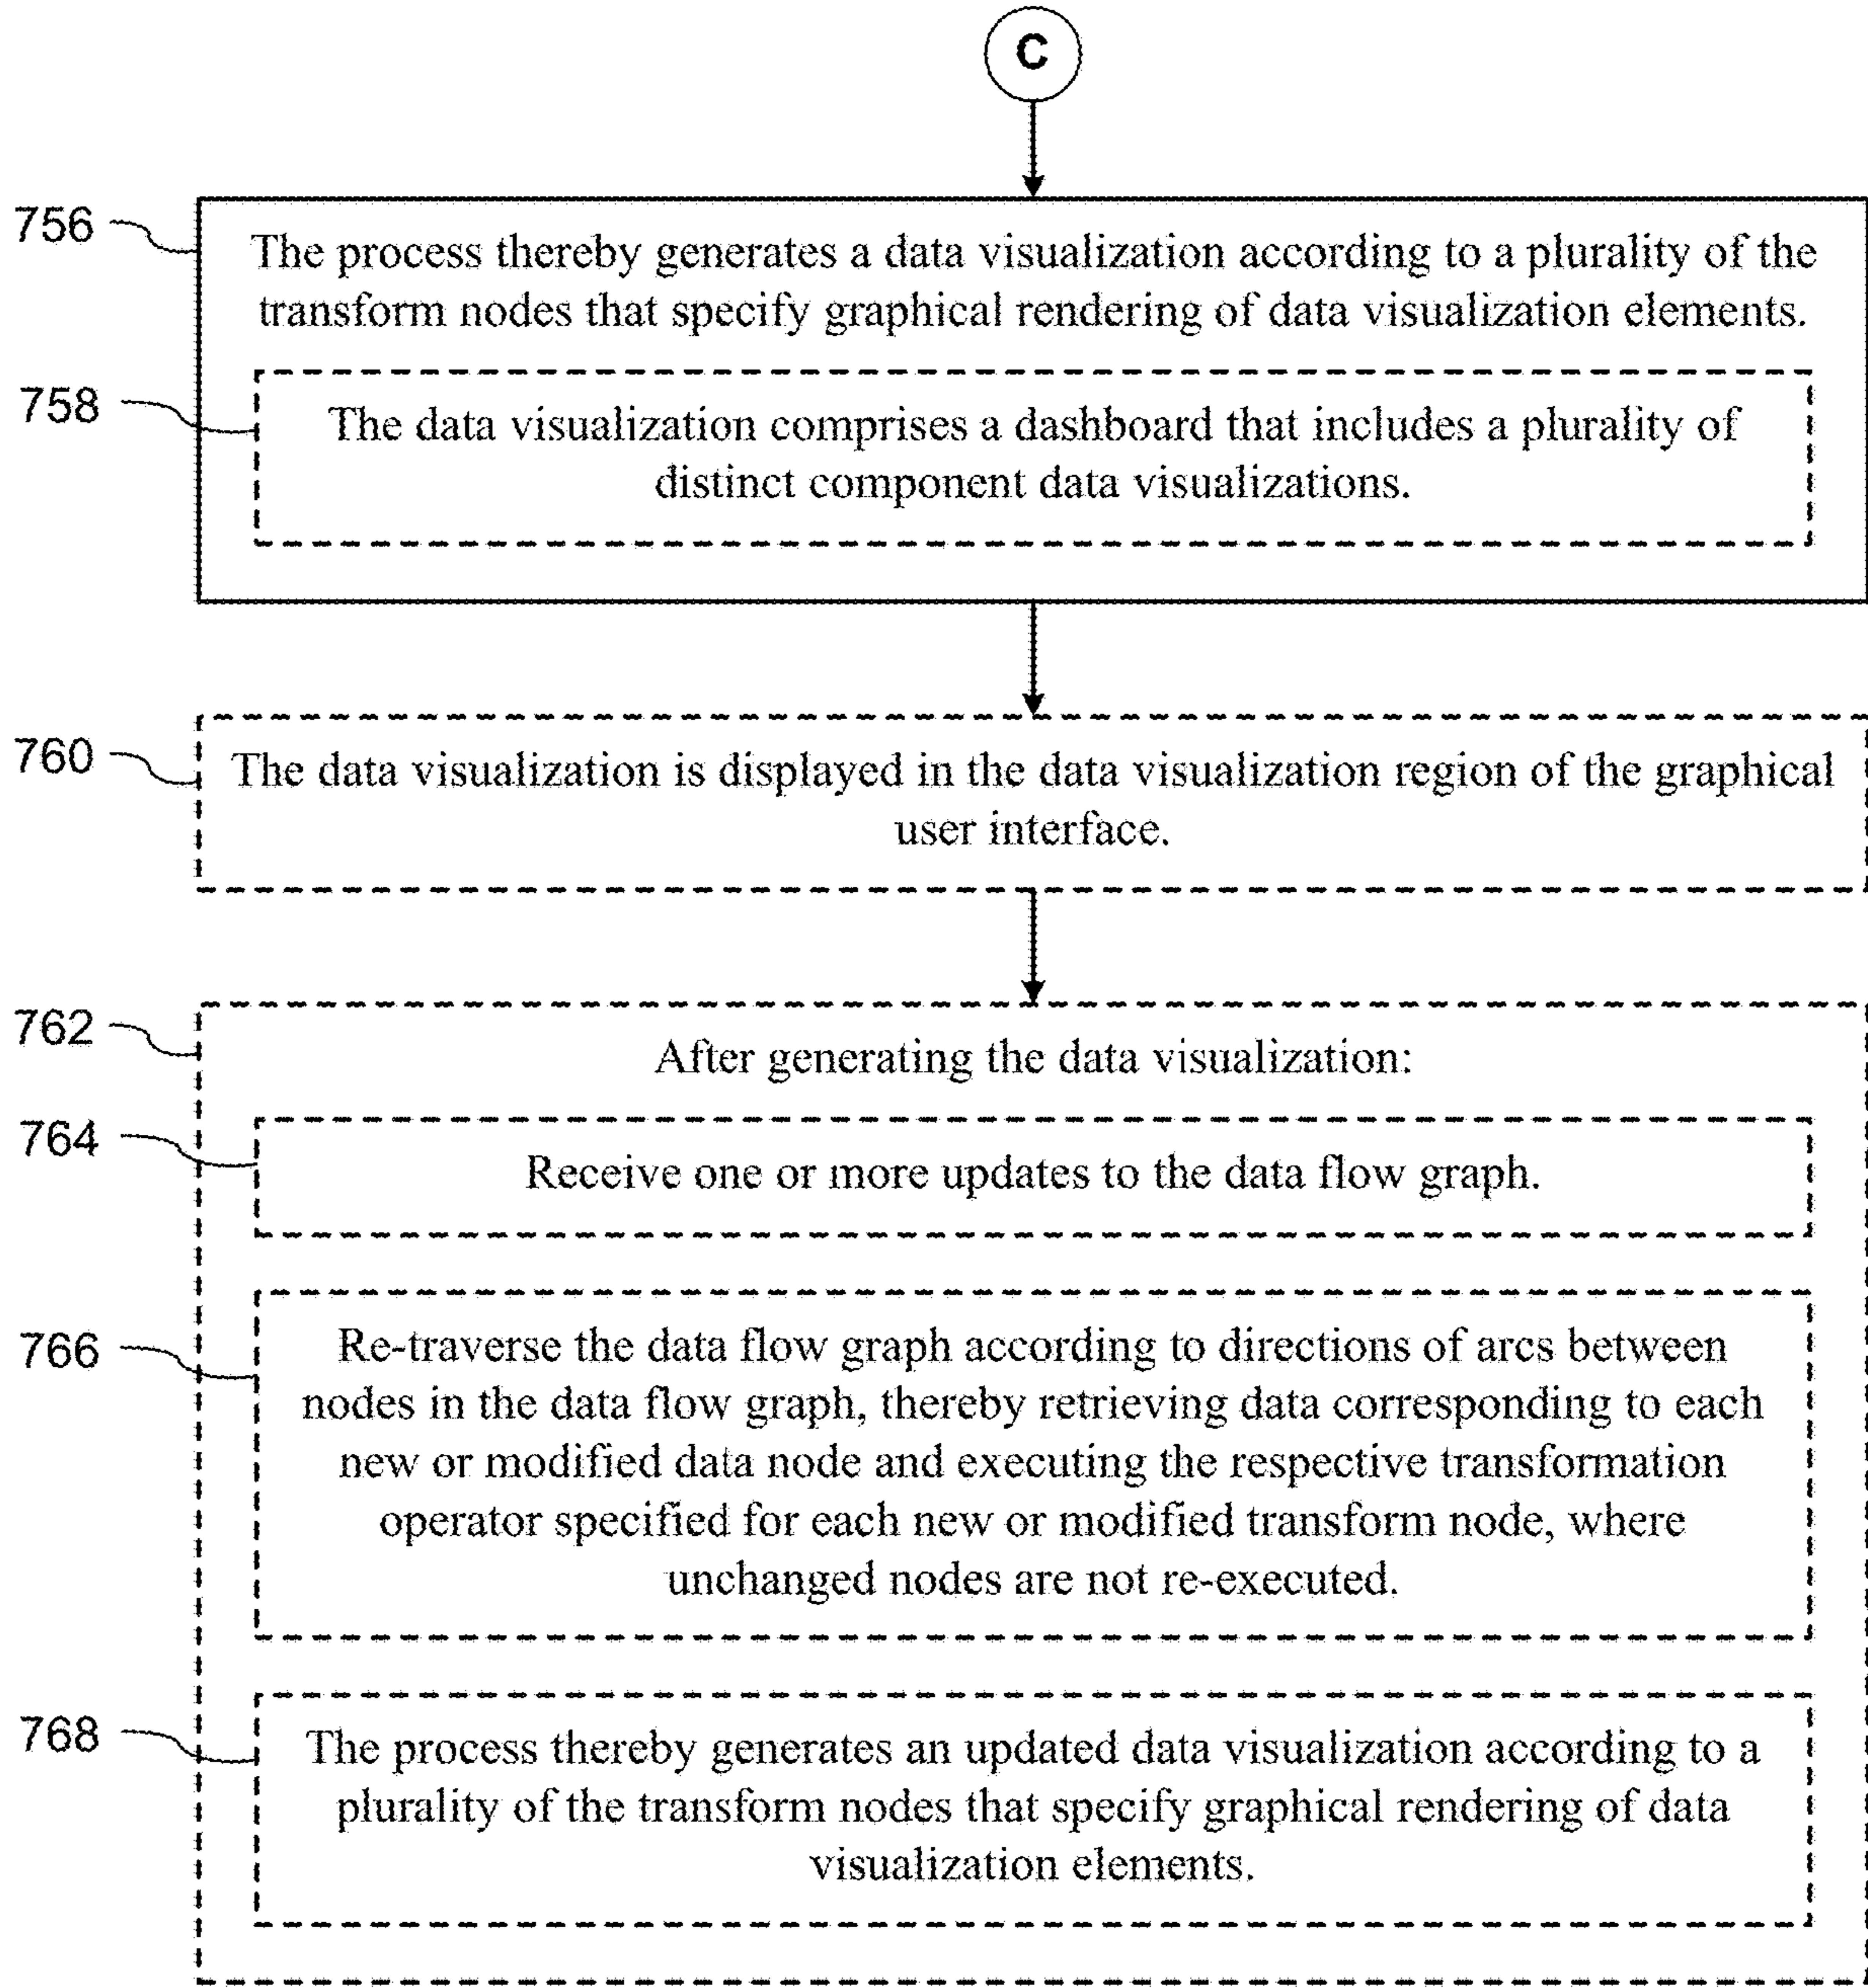 C
756
The process thereby generates a data visualization according to a plurality of the
transform nodes that specify graphical rendering of data visualization elements.
758
The data visualization comprises a dashboard that includes a plurality of
distinct component data visualizations.
760
The data visualization is displayed in the data visualization region of the graphical
user interface.
762
After generating the data visualization:
764
Receive one or more updates to the data flow graph.
766
Re-traverse the data flow graph according to directions of arcs between
nodes in the data flow graph, thereby retrieving data corresponding to each
new or modified data node and executing the respective transformation
operator specified for each new or modified transform node, where
unchanged nodes are not re-executed.
768
The process thereby generates an updated data visualization according to a
plurality of the transform nodes that specify graphical rendering of data
visualization elements.